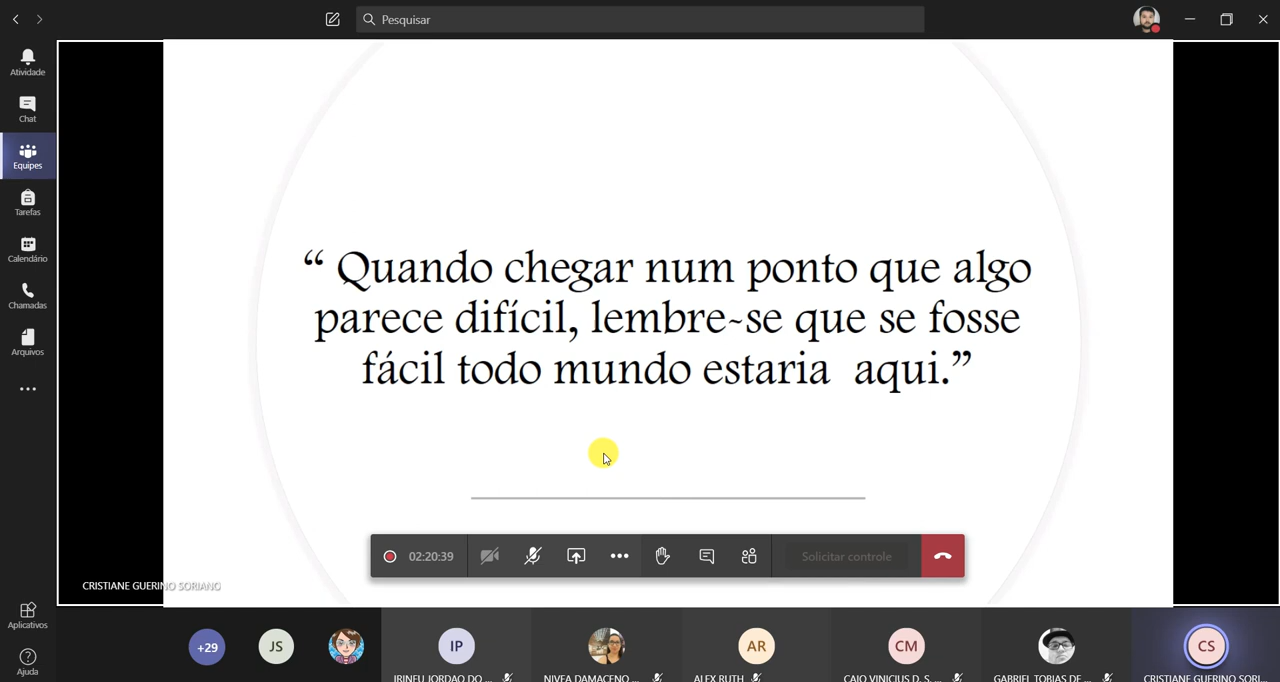 Pesquisar
Atividade
Chat
Equipes
Tarefas
Calendário
Chamadas
Arquivos
Aplicativos
Ajuda
“ Quando chegar num ponto que algo
parece difícil, lembre-se que se fosse
fácil todo mundo estaria aqui.”
02:20:39
Solicitar controle
CRISTIANE GUERINO SORIANO
+29
JS
IP
AR
CM
CS
IRINEU JORDAO DO ...
NIVEA DAMACENO ...
ALEX RUTH
CAIO VINICIUS D. S. ...
GABRIEL TOBIAS DE ...
CRISTIANE GUERINO SORI...